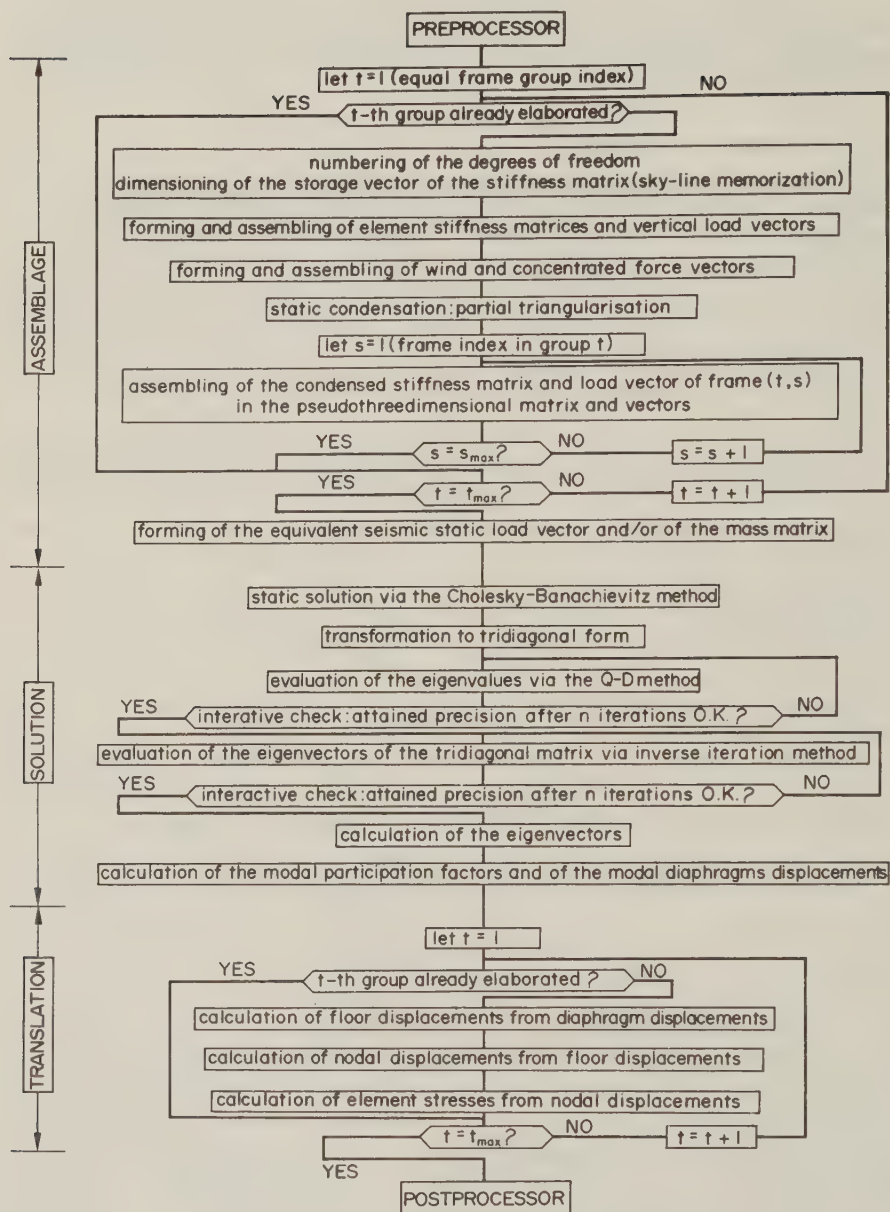 PREPROCESSOR
let t = 1 (equal frame group index)
NO
YES
t-th group already elaborated?
numbering of the degrees of freedom
dimensioning of the storage vector of the stiffness matrix (sky-line memorization)
forming and assembling of element stiffness matrices and vertical load vectors
forming and assembling of wind and concentrated force vectors
static condensation: partial triangularisation
let s = 1 (frame index in group t)
assembling of the condensed stiffness matrix and load vector of frame (t,s)
in the pseudothreedimensional matrix and vectors
YES
s = smax?
NO
s = s + 1
YES
t = tmax?
NO
t = t + 1
forming of the equivalent seismic static load vector and/or of the mass matrix
ASSEMBLAGE
static solution via the Cholesky-Banachievitz method
transformation to tridiagonal form
evaluation of the eigenvalues via the Q-D method
YES
interative check: attained precision after n iterations O.K.?
NO
evaluation of the eigenvectors of the tridiagonal matrix via inverse iteration method
YES
interactive check: attained precision after n iterations O.K.?
NO
calculation of the eigenvectors
calculation of the modal participation factors and of the modal diaphragms displacements
SOLUTION
let t = 1
YES
t-th group already elaborated ?
NO
calculation of floor displacements from diaphragm displacements
calculation of nodal displacements from floor displacements
calculation of element stresses from nodal displacements
t = tmax?
NO
t = t + 1
YES
TRANSLATION
POSTPROCESSOR